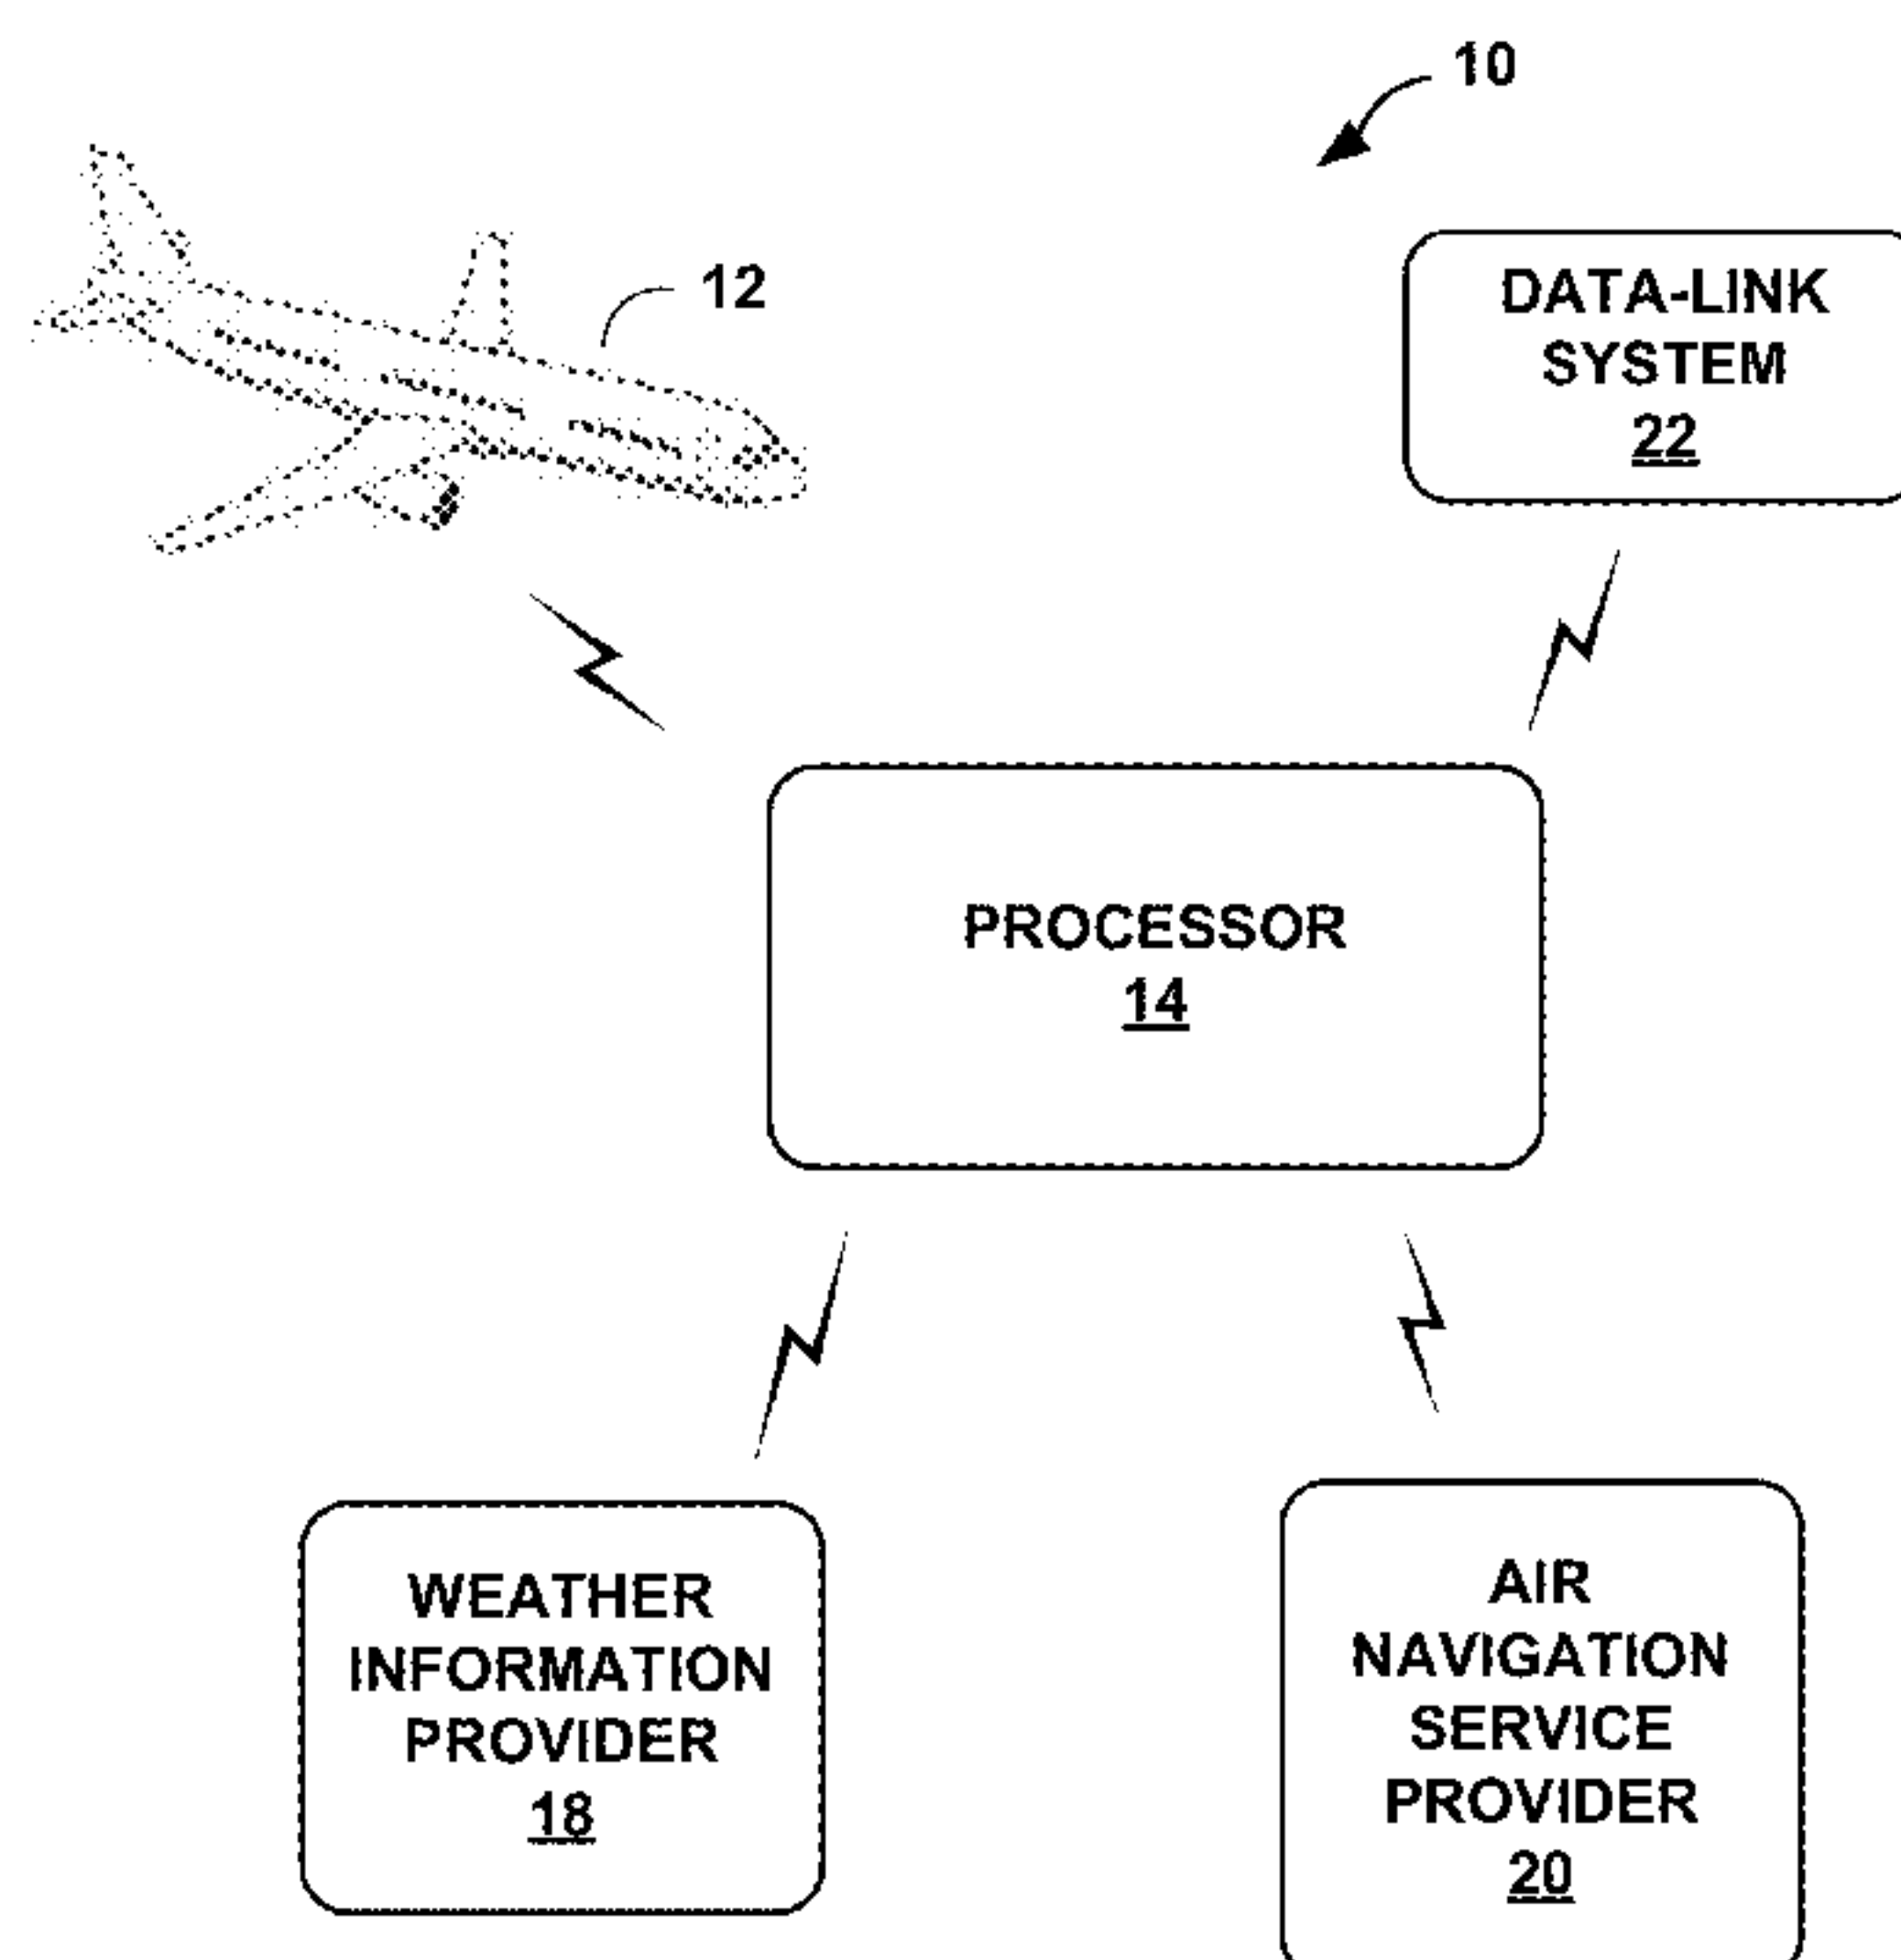 10
12
DATA-LINK
SYSTEM
22
PROCESSOR
14
WEATHER
INFORMATION
PROVIDER
18
AIR
NAVIGATION
SERVICE
PROVIDER
20